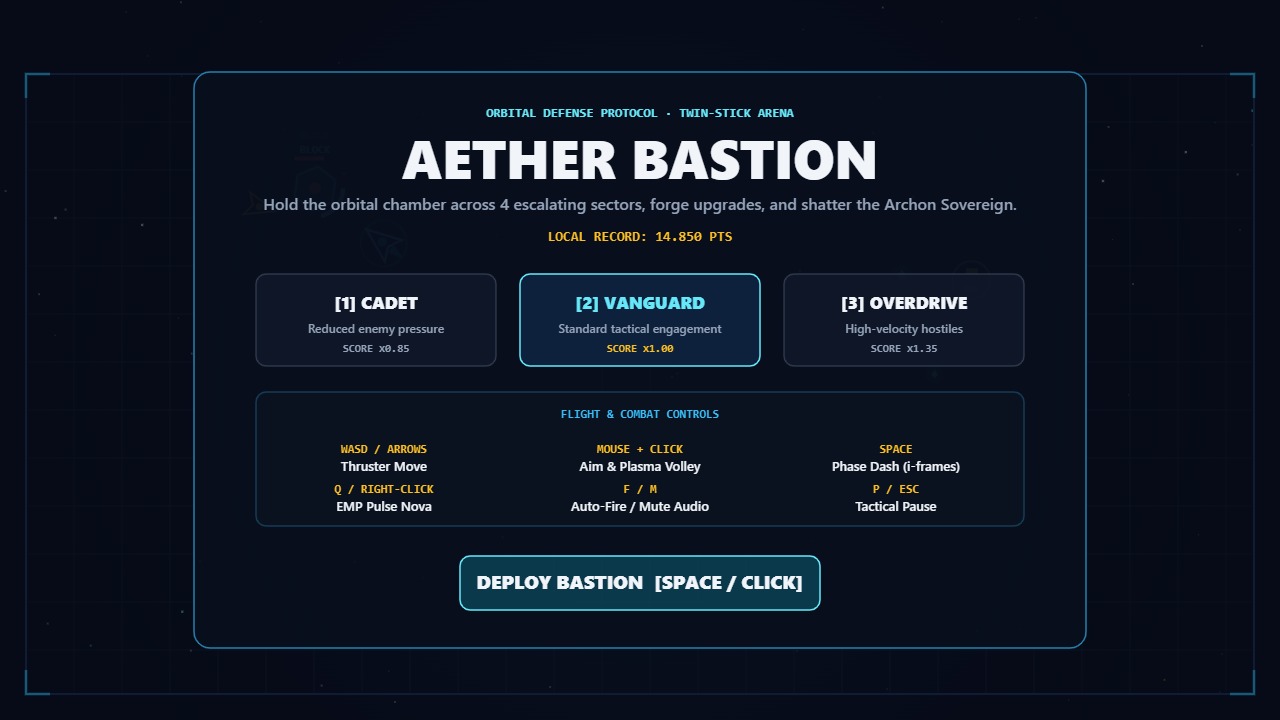 ORBITAL DEFENSE PROTOCOL · TWIN-STICK ARENA
AETHER BASTION
Hold the orbital chamber across 4 escalating sectors, forge upgrades, and shatter the Archon Sovereign.
LOCAL RECORD: 14.850 PTS
[1] CADET
Reduced enemy pressure
SCORE x0.85
[2] VANGUARD
Standard tactical engagement
SCORE x1.00
[3] OVERDRIVE
High-velocity hostiles
SCORE x1.35
FLIGHT & COMBAT CONTROLS
WASD / ARROWS
Thruster Move
MOUSE + CLICK
Aim & Plasma Volley
SPACE
Phase Dash (i-frames)
Q / RIGHT-CLICK
EMP Pulse Nova
F / M
Auto-Fire / Mute Audio
P / ESC
Tactical Pause
DEPLOY BASTION [SPACE / CLICK]